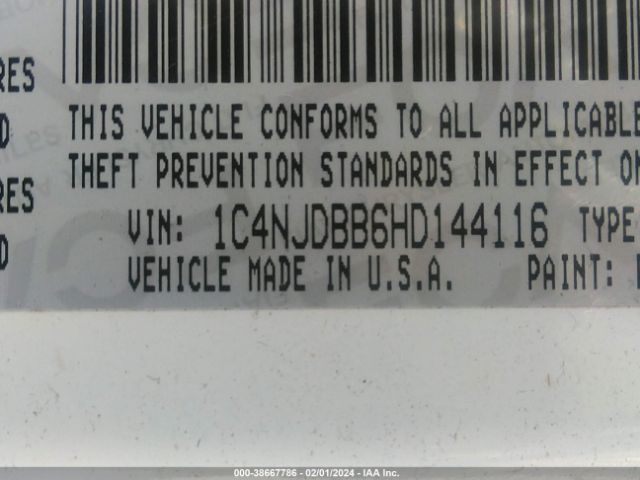 RES
THIS VEHICLE CONFORMS TO ALL APPLICABLE
D
THEFT PREVENTION STANDARDS IN EFFECT ON
RES
VIN: 1C4NJDBB6HD144116 TYPE
D
VEHICLE MADE IN U.S.A. PAINT:
000-38667786 - 02/01/2024 - IAA Inc.